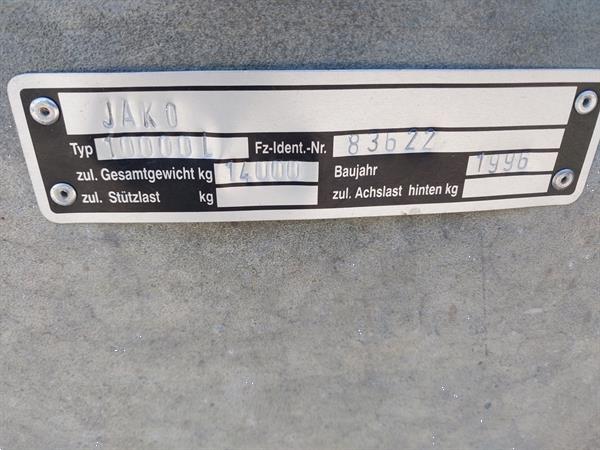 JAKO
Typ 10000L Fz-Ident.-Nr. 83622
zul. Gesamtgewicht kg 14000 Baujahr 1996
zul. Stützlast kg zul. Achslast hinten kg